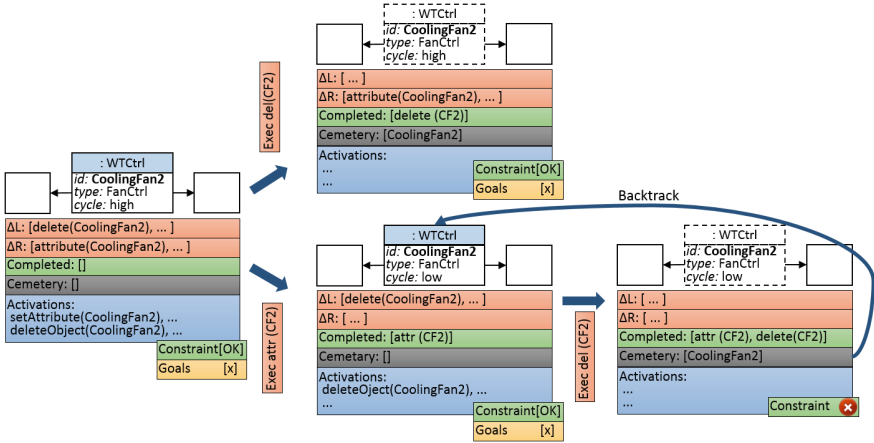 : WTCtrl
id: CoolingFan2
type: FanCtrl
cycle: high
ΔL: [delete(CoolingFan2), ... ]
ΔR: [attribute(CoolingFan2), ... ]
Completed: []
Cemetery: []
Activations:
setAttribute(CoolingFan2), ...
deleteObject(CoolingFan2), ...
Constraint[OK]
Goals [x]
Exec del(CF2)
Exec attr (CF2)
: WTCtrl
id: CoolingFan2
type: FanCtrl
cycle: high
ΔL: [ ... ]
ΔR: [attribute(CoolingFan2), ... ]
Completed: [delete (CF2)]
Cemetery: [CoolingFan2]
Activations:
...
...
Constraint[OK]
Goals [x]
Backtrack
: WTCtrl
id: CoolingFan2
type: FanCtrl
cycle: low
ΔL: [delete(CoolingFan2), ... ]
ΔR: [ ... ]
Completed: [attr (CF2)]
Cemetary: []
Activations:
deleteOject(CoolingFan2), ...
...
Constraint[OK]
Goals [x]
Exec del (CF2)
: WTCtrl
id: CoolingFan2
type: FanCtrl
cycle: low
ΔL: [ ... ]
ΔR: [ ... ]
Completed: [attr (CF2), delete(CF2)]
Cemetery: [CoolingFan2]
Activations:
...
...
Constraint